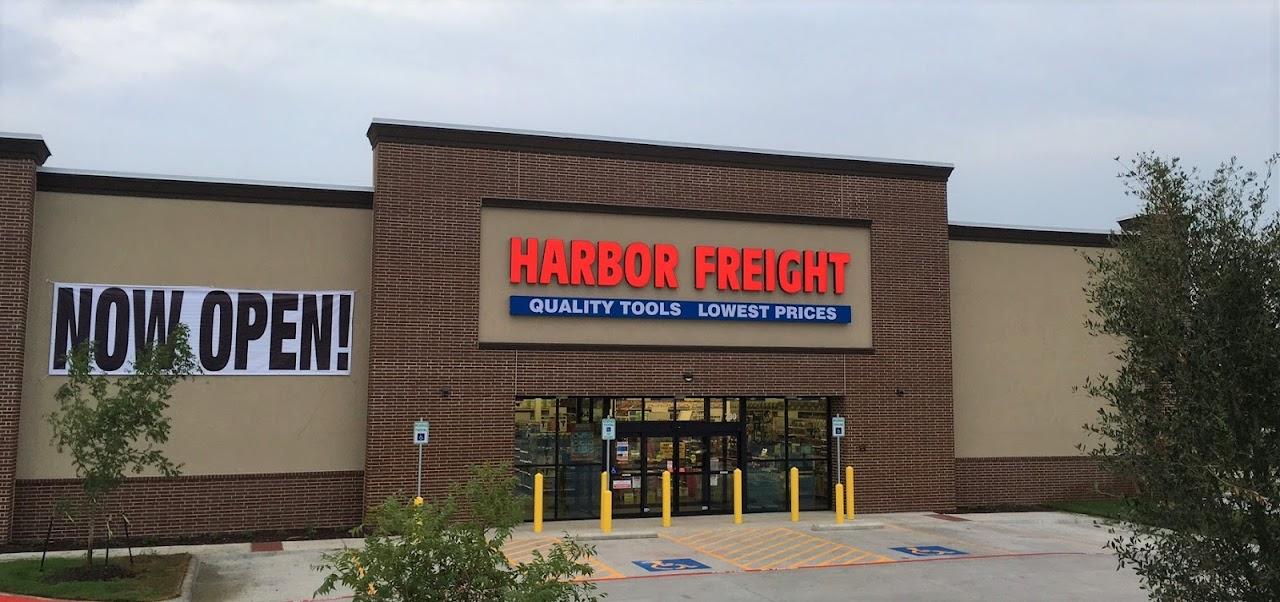 NOW OPEN!
HARBOR FREIGHT
QUALITY TOOLS LOWEST PRICES